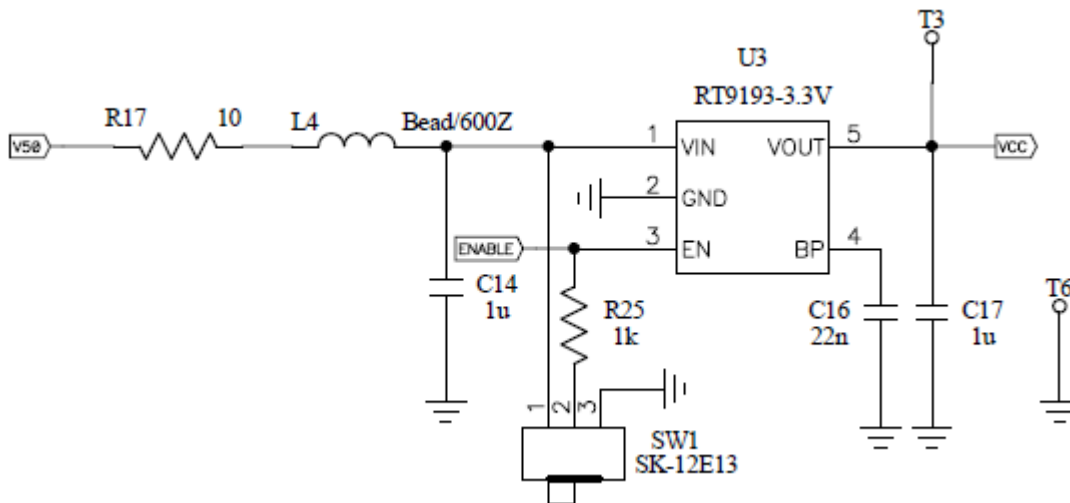 T3
U3
RT9193-3.3V
R17 10 L4 Bead/600Z
V50
1 VIN VOUT 5
VCC
2 GND
ENABLE
3 EN BP 4
C14
1u
R25
1k
C16
22n
C17
1u
T6
1 2 3
SW1
SK-12E13